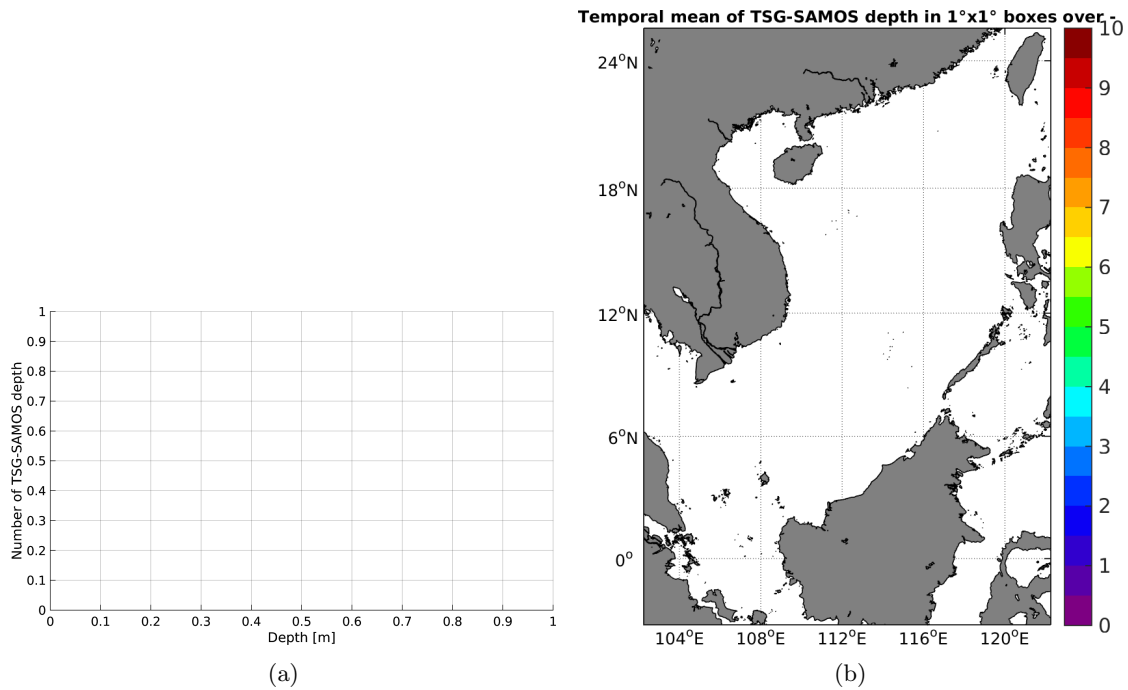 Temporal mean of TSG-SAMOS depth in 1°x1° boxes over -
Number of TSG-SAMOS depth
1
0.9
0.8
0.7
0.6
0.5
0.4
0.3
0.2
0.1
0
0 0.1 0.2 0.3 0.4 0.5 0.6 0.7 0.8 0.9 1
Depth [m]
(a)
24°N
18°N
12°N
6°N
0°
104°E 108°E 112°E 116°E 120°E
10
9
8
7
6
5
4
3
2
1
0
(b)